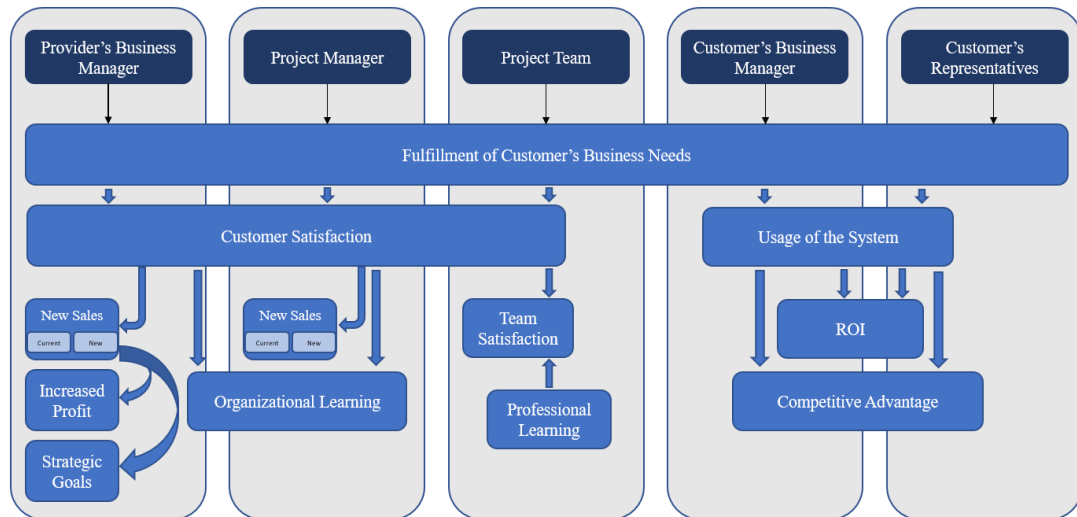 Provider's Business
Manager
Project Manager
Project Team
Customer's Business
Manager
Customer's
Representatives
Fulfillment of Customer's Business Needs
Customer Satisfaction
Usage of the System
New Sales
Current
New
New Sales
Current
New
Team
Satisfaction
ROI
Increased
Profit
Organizational Learning
Professional
Learning
Competitive Advantage
Strategic
Goals